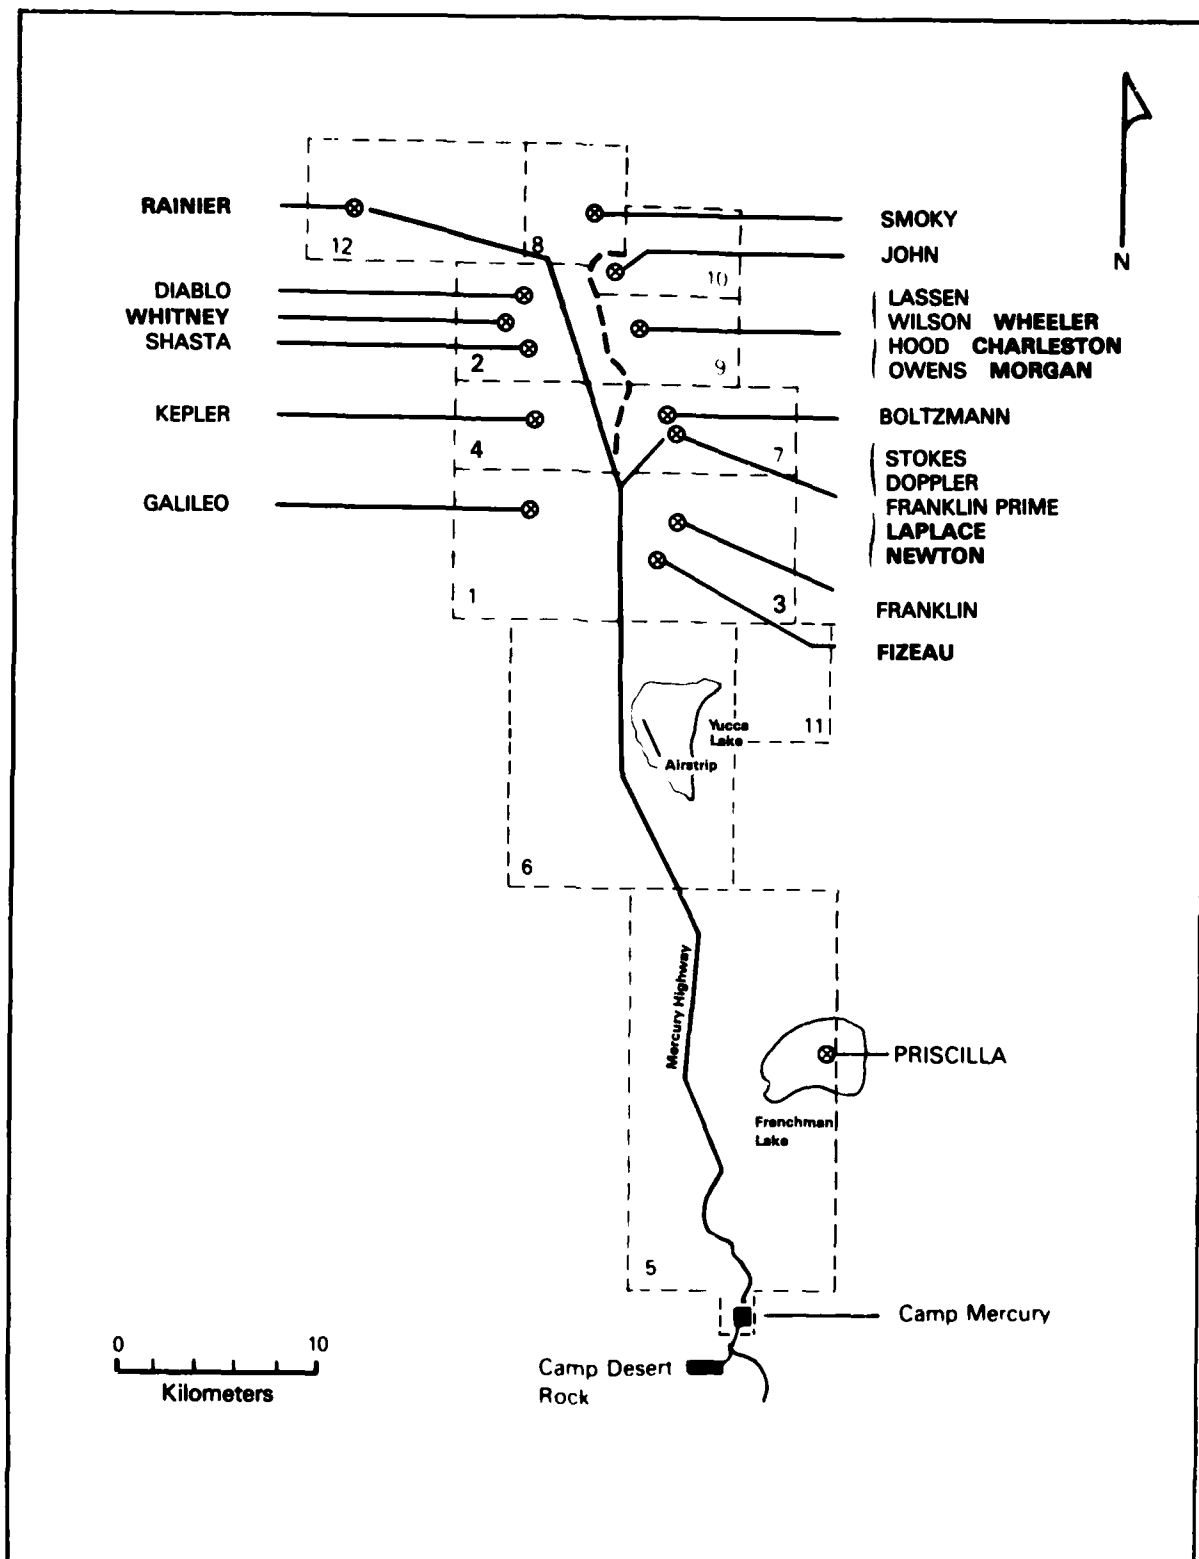 N
RAINIER
12
8
SMOKY
JOHN
10
DIABLO
WHITNEY
SHASTA
2
9
LASSEN
WILSON WHEELER
HOOD CHARLESTON
OWENS MORGAN
KEPLER
4
7
BOLTZMANN
STOKES
DOPPLER
FRANKLIN PRIME
LAPLACE
NEWTON
GALILEO
1
3
FRANKLIN
FIZEAU
Yucca
Lake
Airstrip
11
6
Mercury Highway
PRISCILLA
Frenchman
Lake
5
Camp Mercury
Camp Desert
Rock
0 10
Kilometers